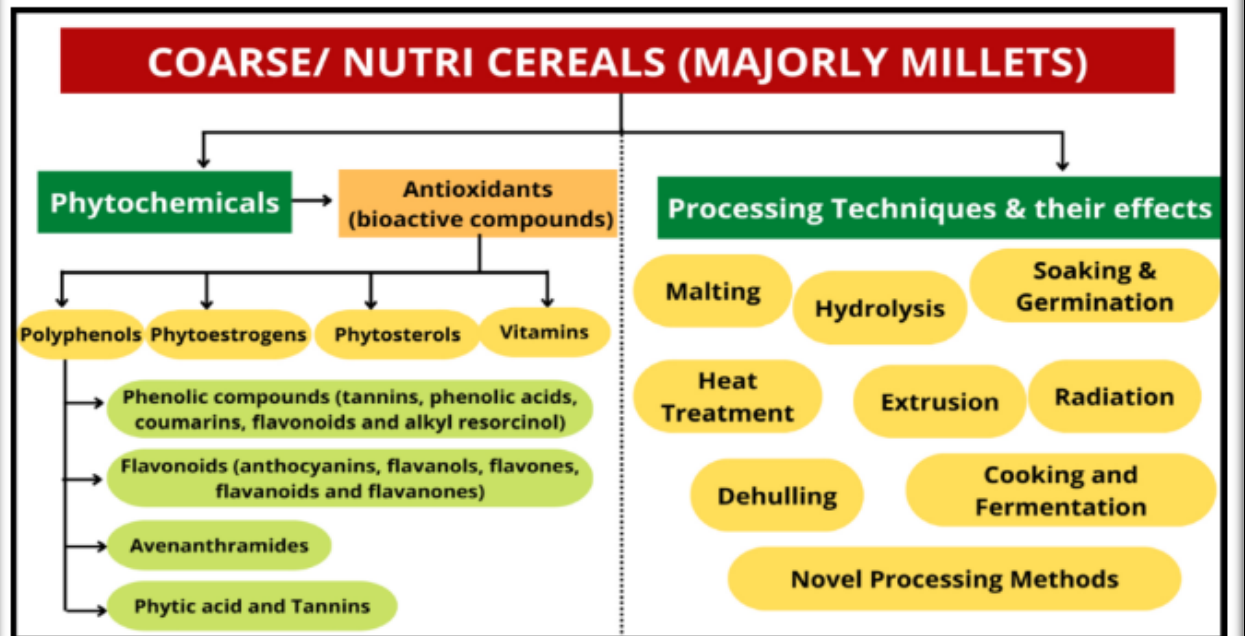 COARSE/ NUTRI CEREALS (MAJORLY MILLETS)
Phytochemicals
Antioxidants
(bioactive compounds)
Polyphenols
Phytoestrogens
Phytosterols
Vitamins
Phenolic compounds (tannins, phenolic acids,
coumarins, flavonoids and alkyl resorcinol)
Flavonoids (anthocyanins, flavanols, flavones,
flavanoids and flavanones)
Avenanthramides
Phytic acid and Tannins
Processing Techniques & their effects
Malting
Hydrolysis
Soaking &
Germination
Heat
Treatment
Extrusion
Radiation
Dehulling
Cooking and
Fermentation
Novel Processing Methods